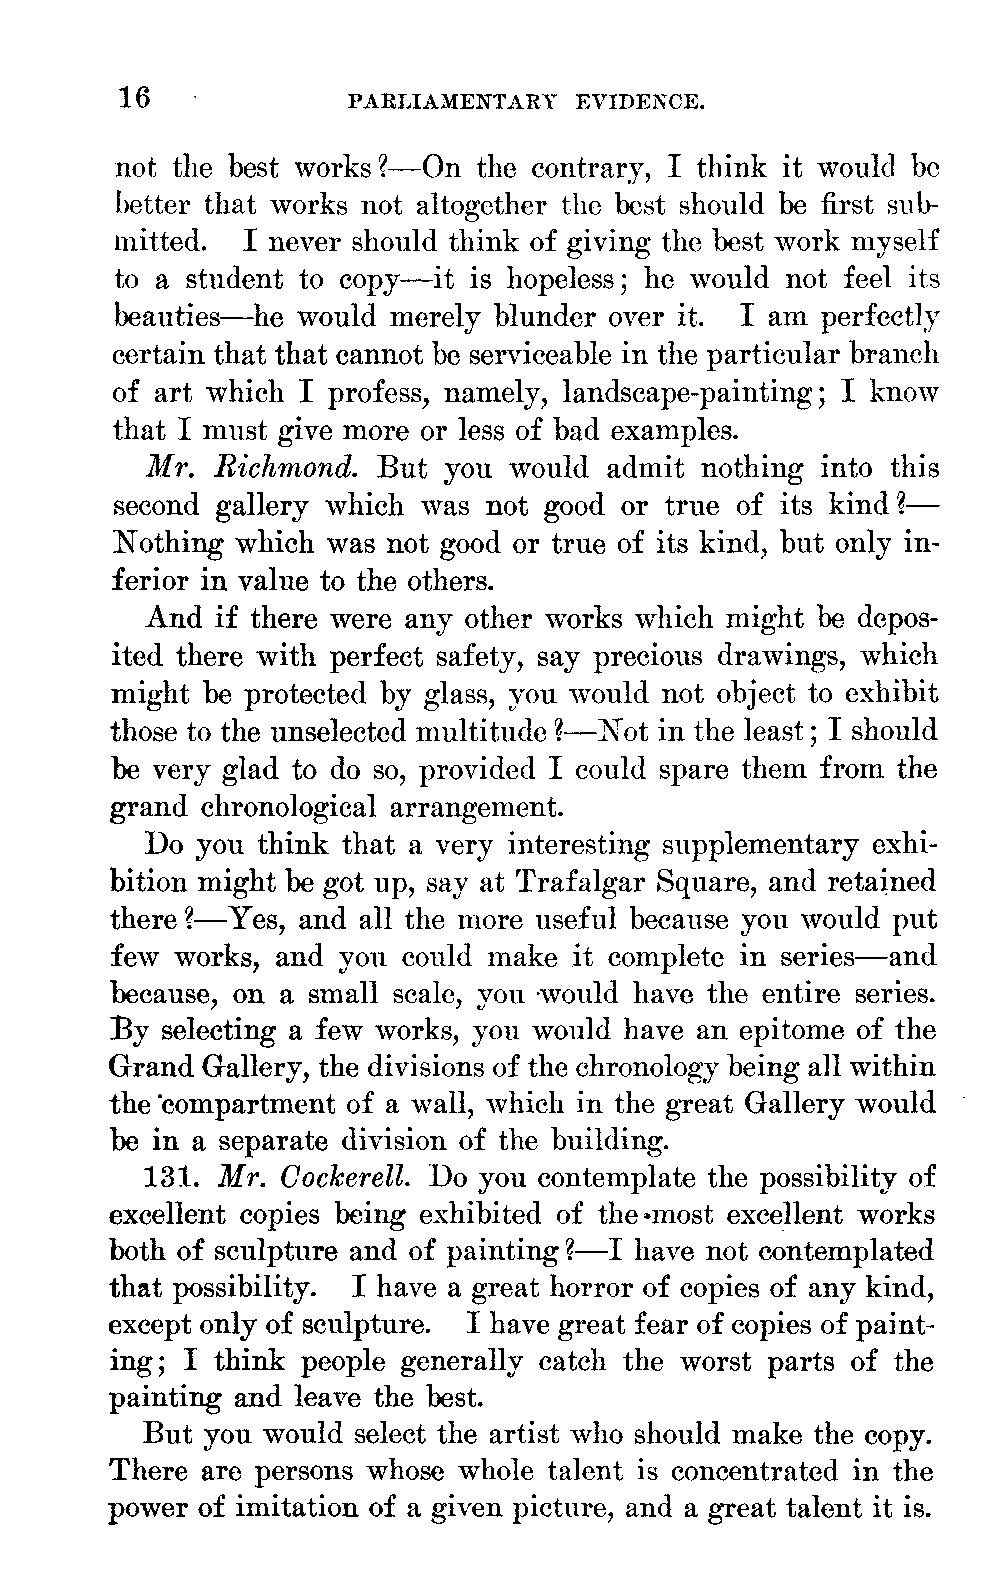 16 PARLIAMENTARY EVIDENCE.
not the best works?—On the contrary, I think it would be
better that works not altogether the best should be first sub-
mitted. I never should think of giving the best work myself
to a student to copy—it is hopeless; he would not feel its
beauties—he would merely blunder over it. I am perfectly
certain that that cannot be serviceable in the particular branch
of art which I profess, namely, landscape-painting; I know
that I must give more or less of bad examples.
Mr. Richmond. But you would admit nothing into this
second gallery which was not good or true of its kind?—
Nothing which was not good or true of its kind, but only in-
ferior in value to the others.
And if there were any other works which might be depos-
ited there with perfect safety, say precious drawings, which
might be protected by glass, you would not object to exhibit
those to the unselected multitude?—Not in the least; I should
be very glad to do so, provided I could spare them from the
grand chronological arrangement.
Do you think that a very interesting supplementary exhi-
bition might be got up, say at Trafalgar Square, and retained
there?—Yes, and all the more useful because you would put
few works, and you could make it complete in series—and
because, on a small scale, you would have the entire series.
By selecting a few works, you would have an epitome of the
Grand Gallery, the divisions of the chronology being all within
the compartment of a wall, which in the great Gallery would
be in a separate division of the building.
131. Mr. Cockerell. Do you contemplate the possibility of
excellent copies being exhibited of the most excellent works
both of sculpture and of painting?—I have not contemplated
that possibility. I have a great horror of copies of any kind,
except only of sculpture. I have great fear of copies of paint-
ing; I think people generally catch the worst parts of the
painting and leave the best.
But you would select the artist who should make the copy.
There are persons whose whole talent is concentrated in the
power of imitation of a given picture, and a great talent it is.